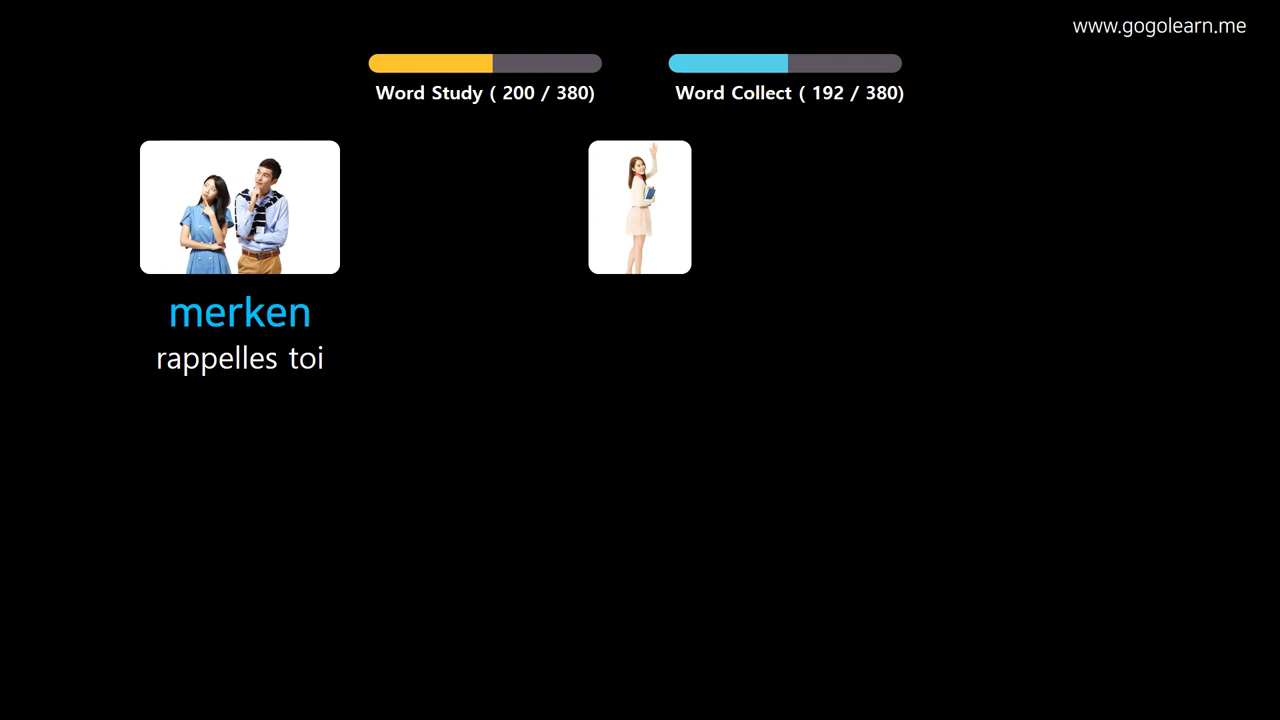 www.gogolearn.me
Word Study ( 200 / 380)
Word Collect ( 192 / 380)
merken
rappelles toi